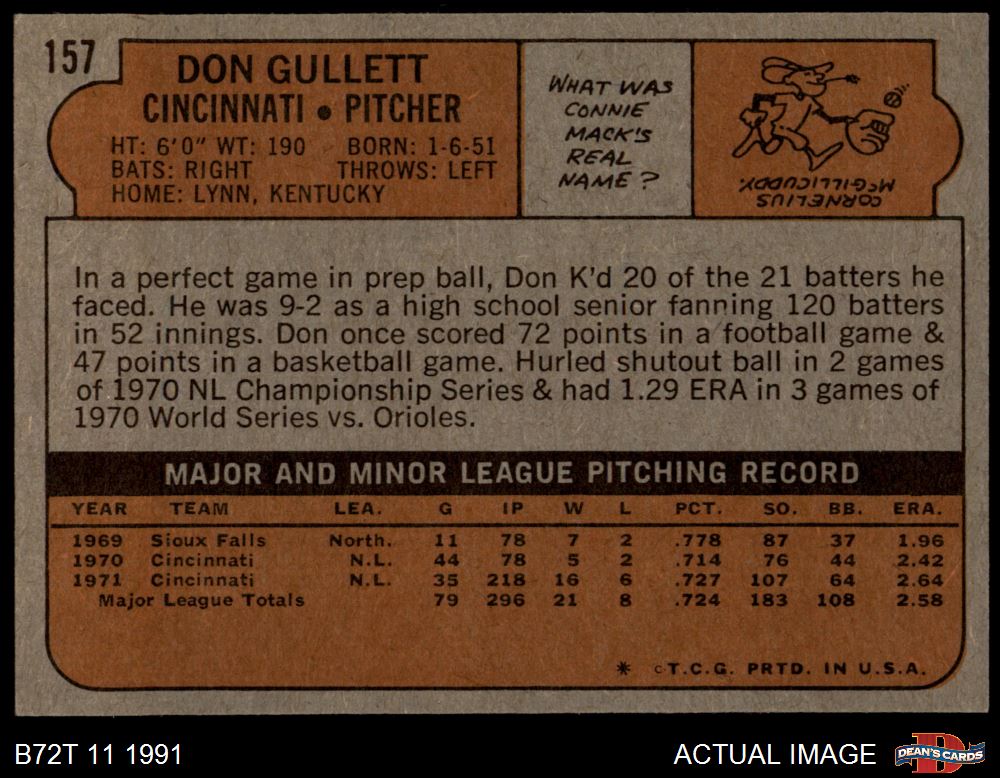 157
DON GULLETT
CINCINNATI • PITCHER
HT: 6'0" WT: 190 BORN: 1-6-51
BATS: RIGHT THROWS: LEFT
HOME: LYNN, KENTUCKY
WHAT WAS
CONNIE
MACK'S
REAL
NAME?
CORNELIUS
McGILLICUDDY.
In a perfect game in prep ball, Don K'd 20 of the 21 batters he
faced. He was 9-2 as a high school senior fanning 120 batters
in 52 innings. Don once scored 72 points in a football game &
47 points in a basketball game. Hurled shutout ball in 2 games
of 1970 NL Championship Series & had 1.29 ERA in 3 games of
1970 World Series vs. Orioles.
MAJOR AND MINOR LEAGUE PITCHING RECORD
YEAR TEAM LEA. G IP W L PCT. SO. BB. ERA.
1969 Sioux Falls North. 11 78 7 2 .778 87 37 1.96
1970 Cincinnati N.L. 44 78 5 2 .714 76 44 2.42
1971 Cincinnati N.L. 35 218 16 6 .727 107 64 2.64
Major League Totals 79 296 21 8 .724 183 108 2.58
* ©T.C.G. PRTD. IN U.S.A.
B72T 11 1991
ACTUAL IMAGE
DEAN'S CARDS